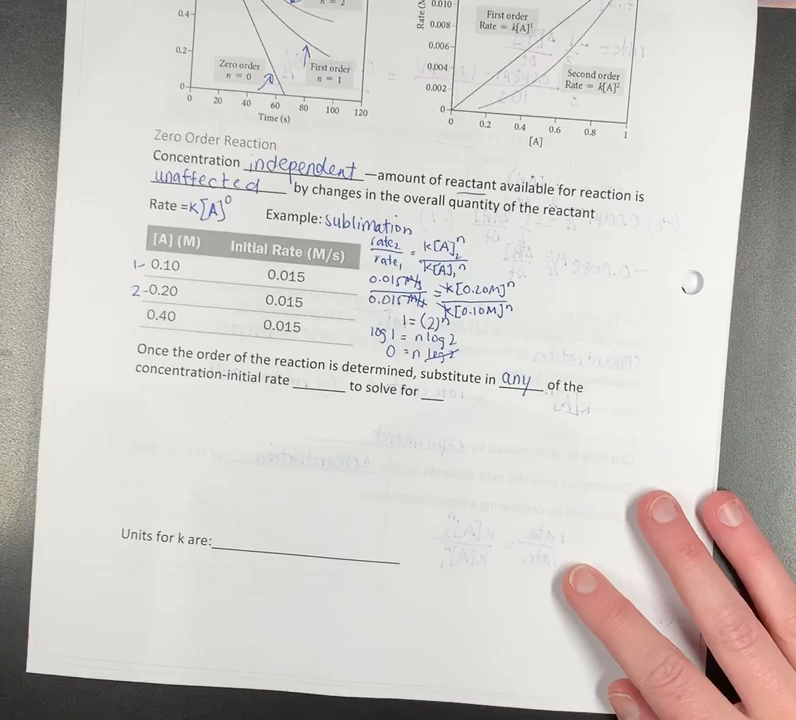 n = 2
0.4
0.2
0
Zero order
n = 0
First order
n = 1
0 20 40 60 80 100 120
Time (s)
Rate (M
0.010
0.008
0.006
0.004
0.002
0
First order
Rate = k[A]¹
Second order
Rate = k[A]²
0 0.2 0.4 0.6 0.8 1
[A]
Zero Order Reaction
Concentration independent —amount of reactant available for reaction is
unaffected by changes in the overall quantity of the reactant
Rate = k[A]⁰ Example: sublimation
[A] (M) Initial Rate (M/s)
1- 0.10 0.015
2- 0.20 0.015
0.40 0.015
rate₂/rate₁ = k[A]₂ⁿ/k[A]₁ⁿ
0.015 M/s / 0.015 M/s = k[0.20M]ⁿ/k[0.10M]ⁿ
1 = (2)ⁿ
log 1 = n log 2
0 = n log 2
Once the order of the reaction is determined, substitute in any of the
concentration-initial rate ______ to solve for ___
Units for k are: